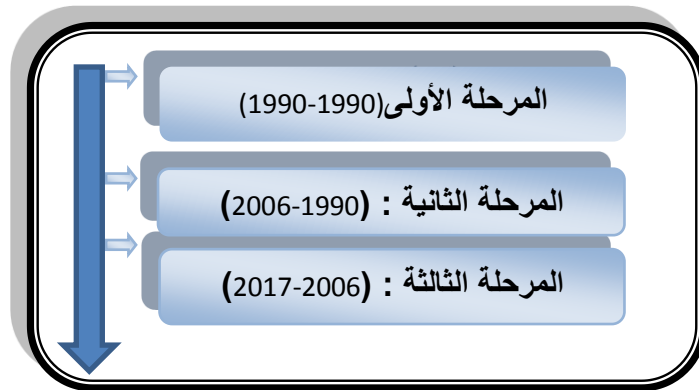 المرحلة الأولى(1990-1990)
المرحلة الثانية : (1990-2006)
المرحلة الثالثة : (2006-2017)